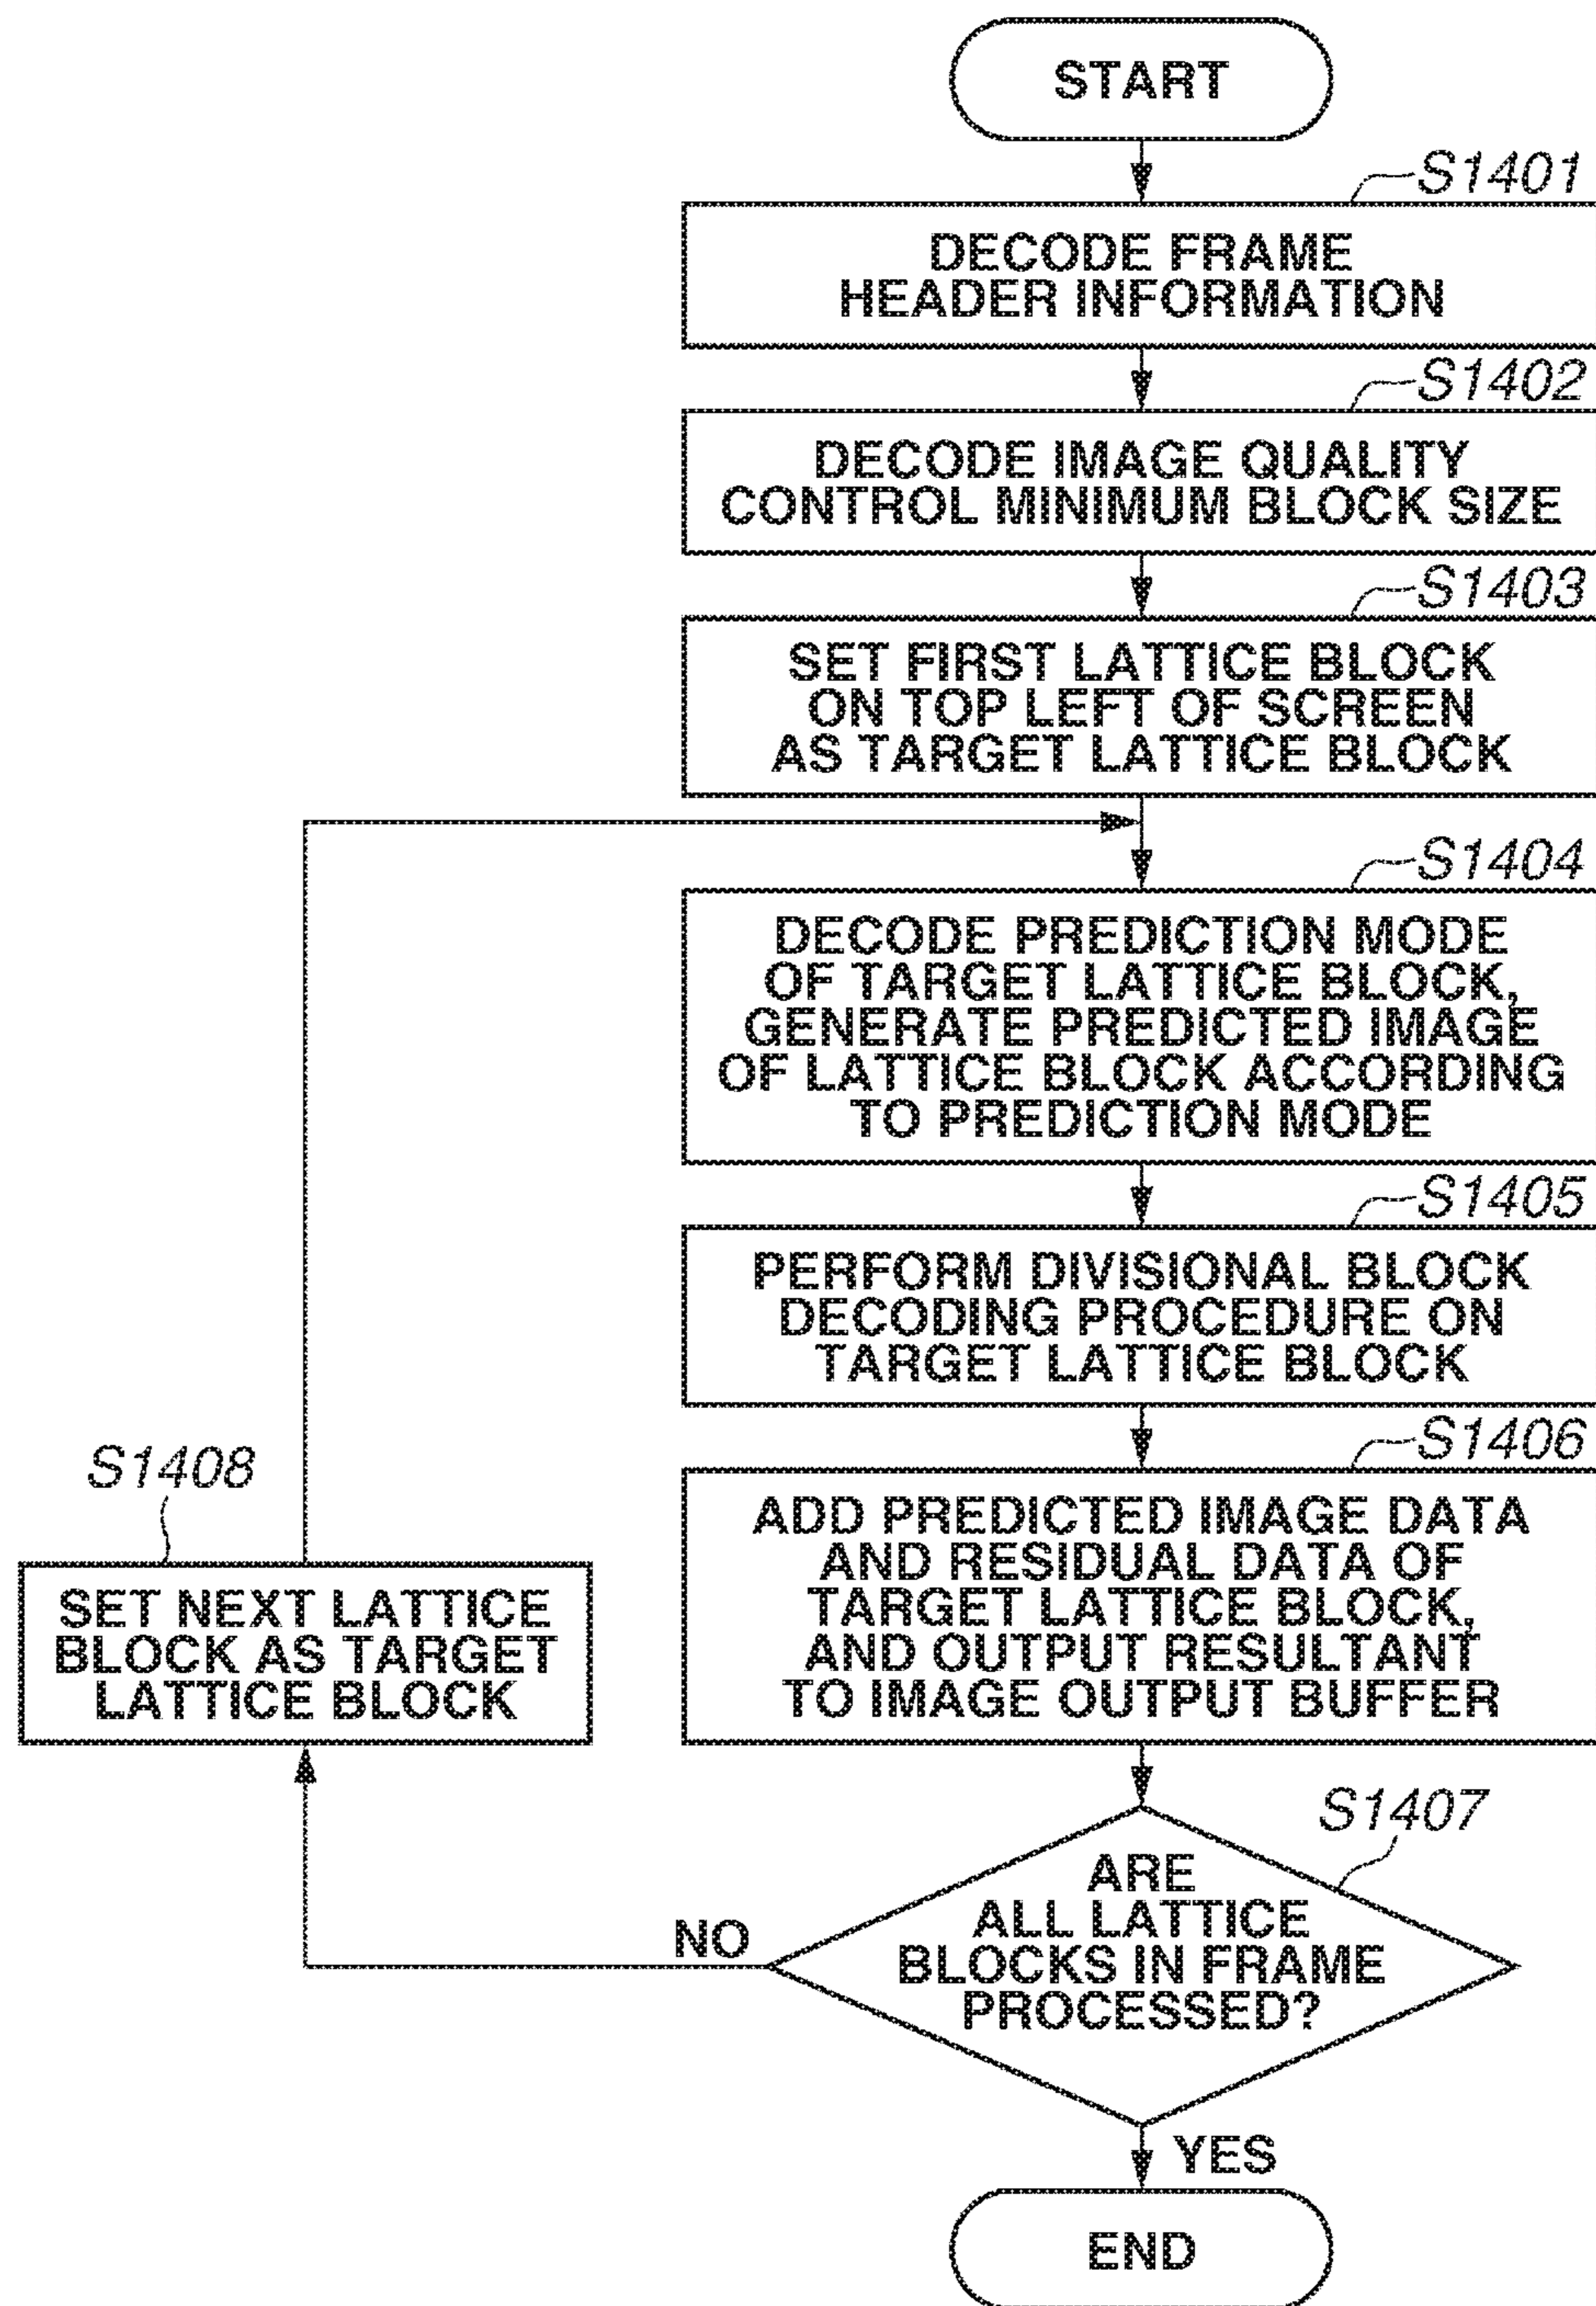 START
S1401
DECODE FRAME
HEADER INFORMATION
S1402
DECODE IMAGE QUALITY
CONTROL MINIMUM BLOCK SIZE
S1403
SET FIRST LATTICE BLOCK
ON TOP LEFT OF SCREEN
AS TARGET LATTICE BLOCK
S1404
DECODE PREDICTION MODE
OF TARGET LATTICE BLOCK,
GENERATE PREDICTED IMAGE
OF LATTICE BLOCK ACCORDING
TO PREDICTION MODE
S1405
PERFORM DIVISIONAL BLOCK
DECODING PROCEDURE ON
TARGET LATTICE BLOCK
S1406
ADD PREDICTED IMAGE DATA
AND RESIDUAL DATA OF
TARGET LATTICE BLOCK,
AND OUTPUT RESULTANT
TO IMAGE OUTPUT BUFFER
S1408
SET NEXT LATTICE
BLOCK AS TARGET
LATTICE BLOCK
S1407
ARE
ALL LATTICE
BLOCKS IN FRAME
PROCESSED?
NO
YES
END